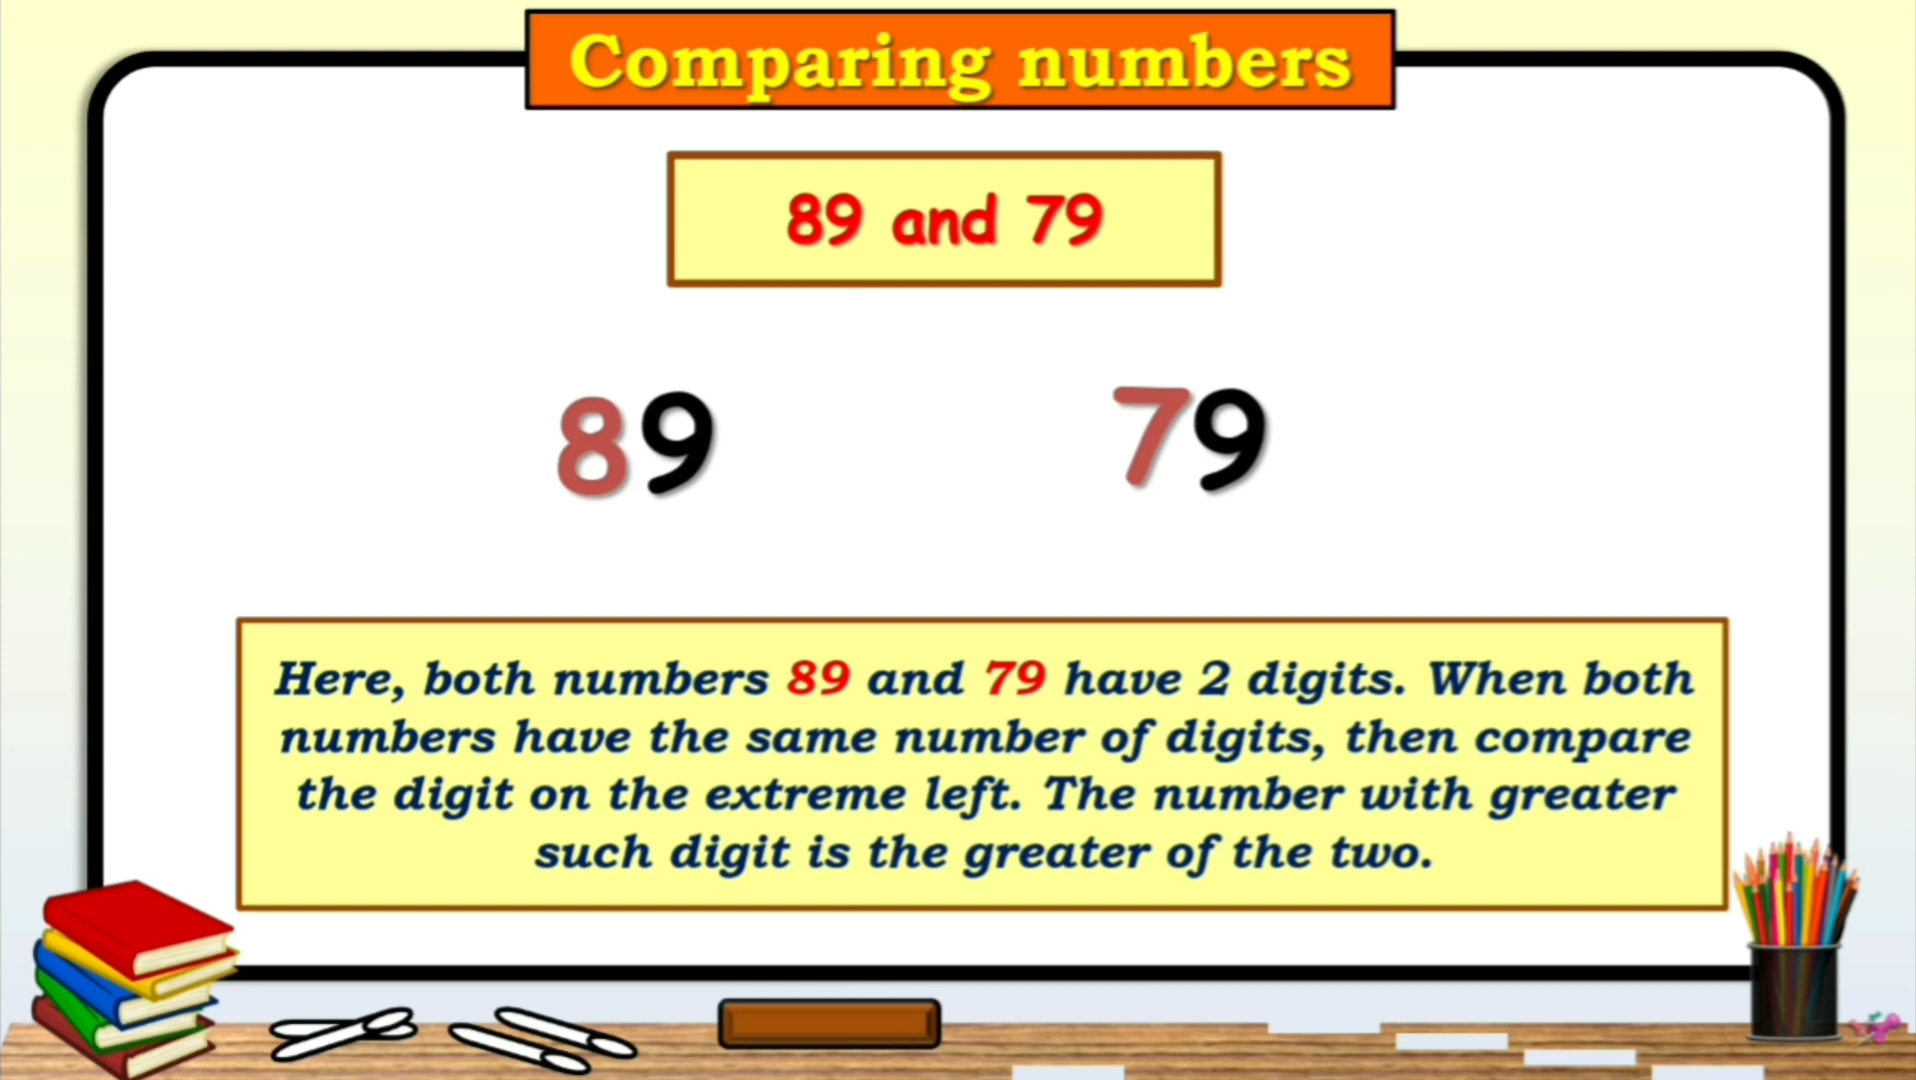 Comparing numbers
89 and 79
89 79
Here, both numbers 89 and 79 have 2 digits. When both
numbers have the same number of digits, then compare
the digit on the extreme left. The number with greater
such digit is the greater of the two.